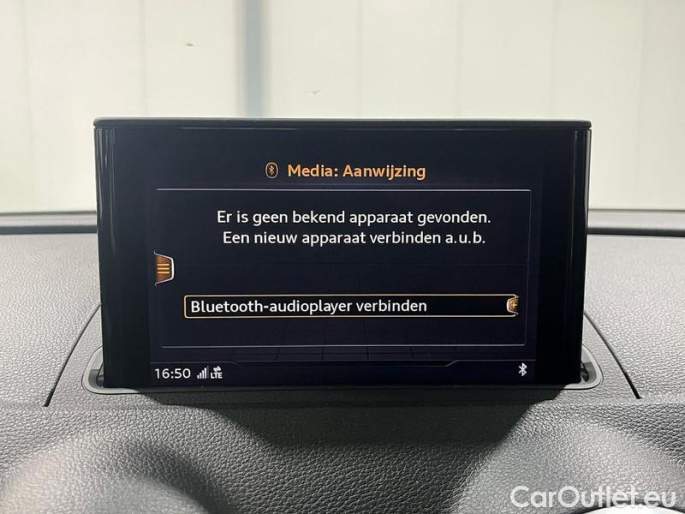 Media: Aanwijzing
Er is geen bekend apparaat gevonden.
Een nieuw apparaat verbinden a.u.b.
Bluetooth-audioplayer verbinden
16:50 LTE
CarOutlet.eu